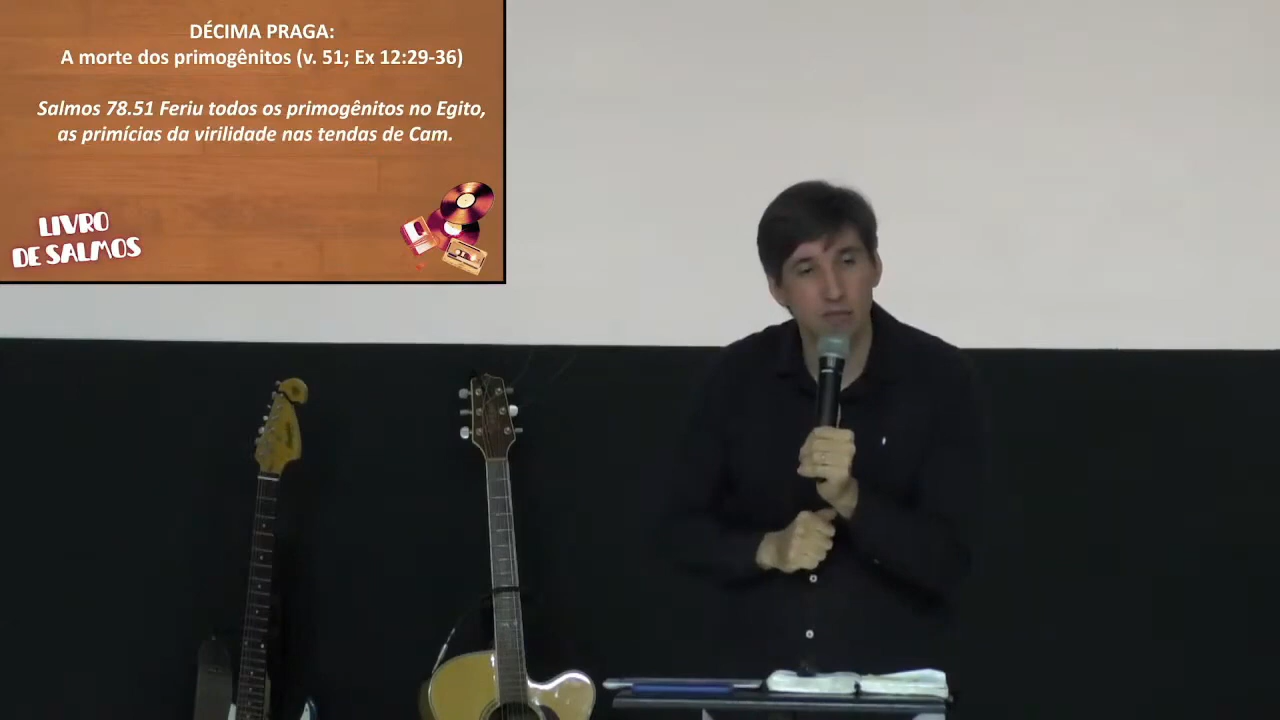 DÉCIMA PRAGA:
A morte dos primogênitos (v. 51; Ex 12:29-36)
Salmos 78.51 Feriu todos os primogênitos no Egito,
as primícias da virilidade nas tendas de Cam.
LIVRO
DE SALMOS